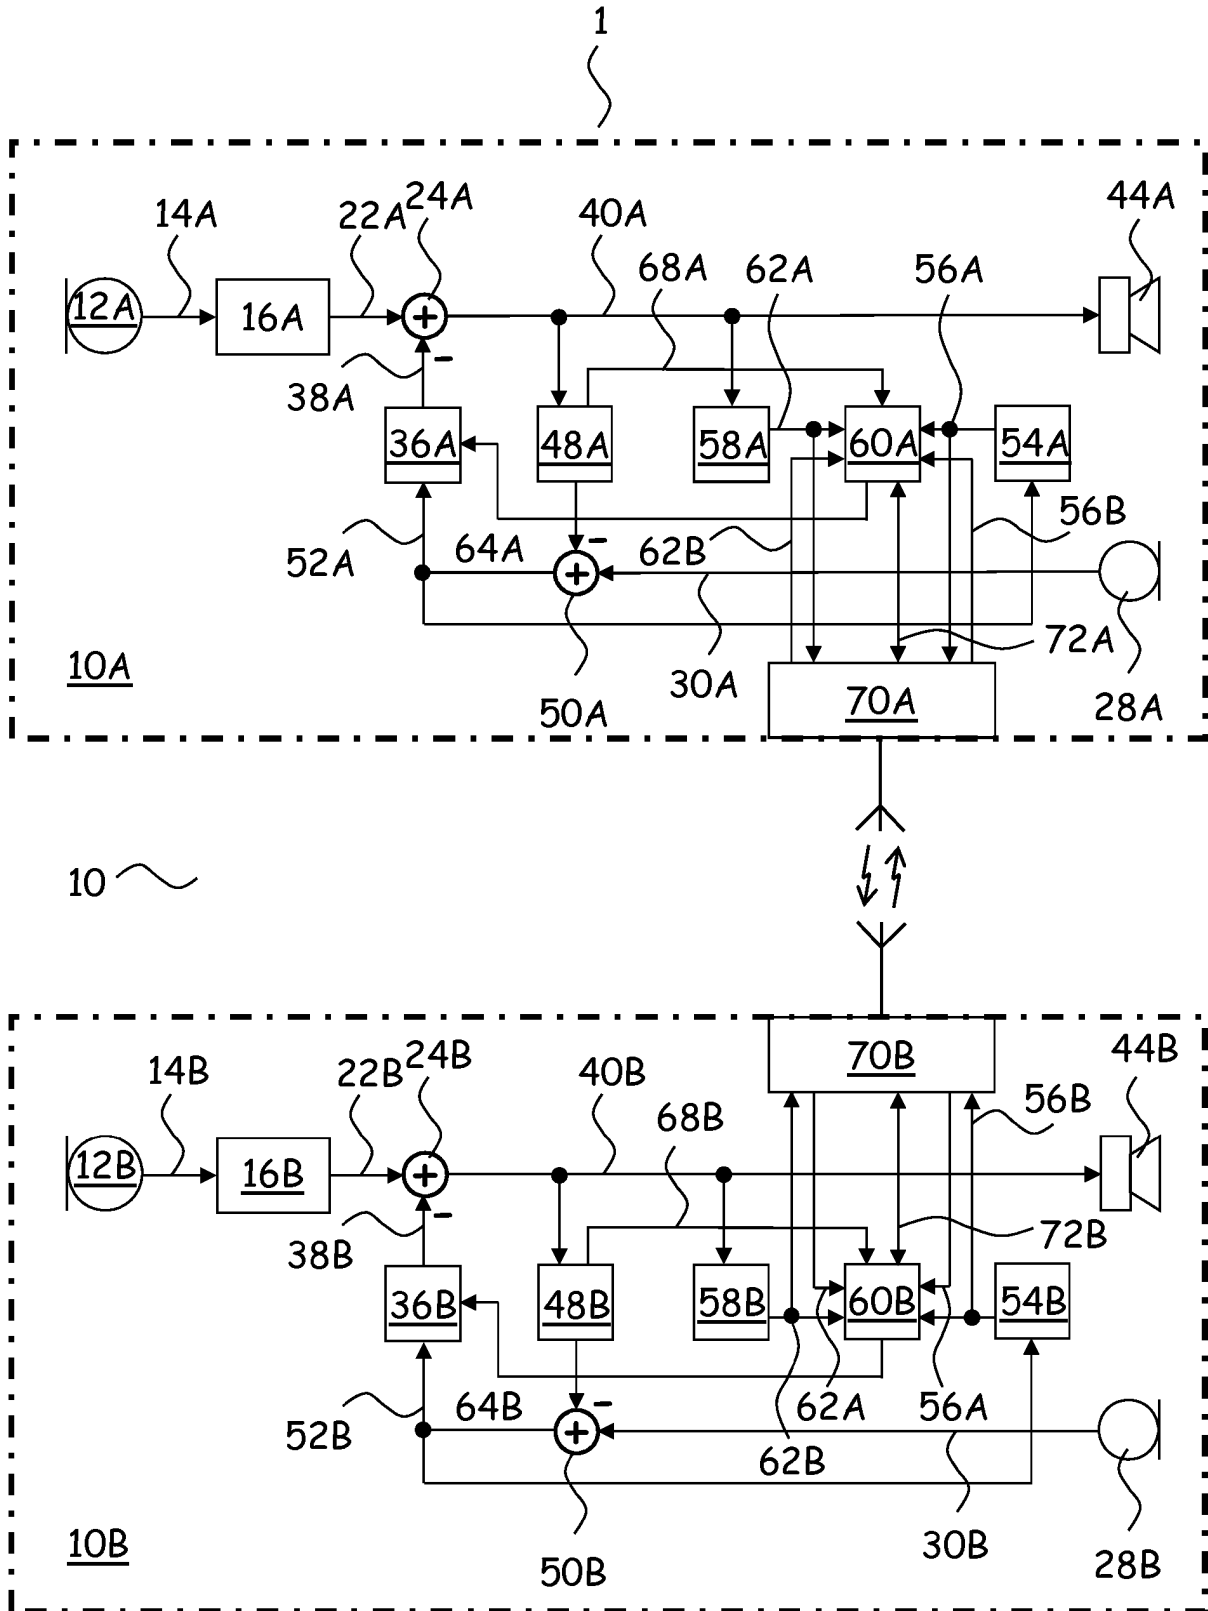 1
24A
14A 22A 40A 44A
68A 62A 56A
12A 16A +
-
38A
36A 48A 58A 60A 54A
56B
52A 64A - 62B
+
72A
10A 30A 70A 28A
50A
10
24B 70B 44B
14B 22B 40B
68B 56B
12B 16B +
-
38B 72B
36B 48B 58B 60B 54B
64B - 62A 56A
52B +
62B
10B 50B 30B 28B